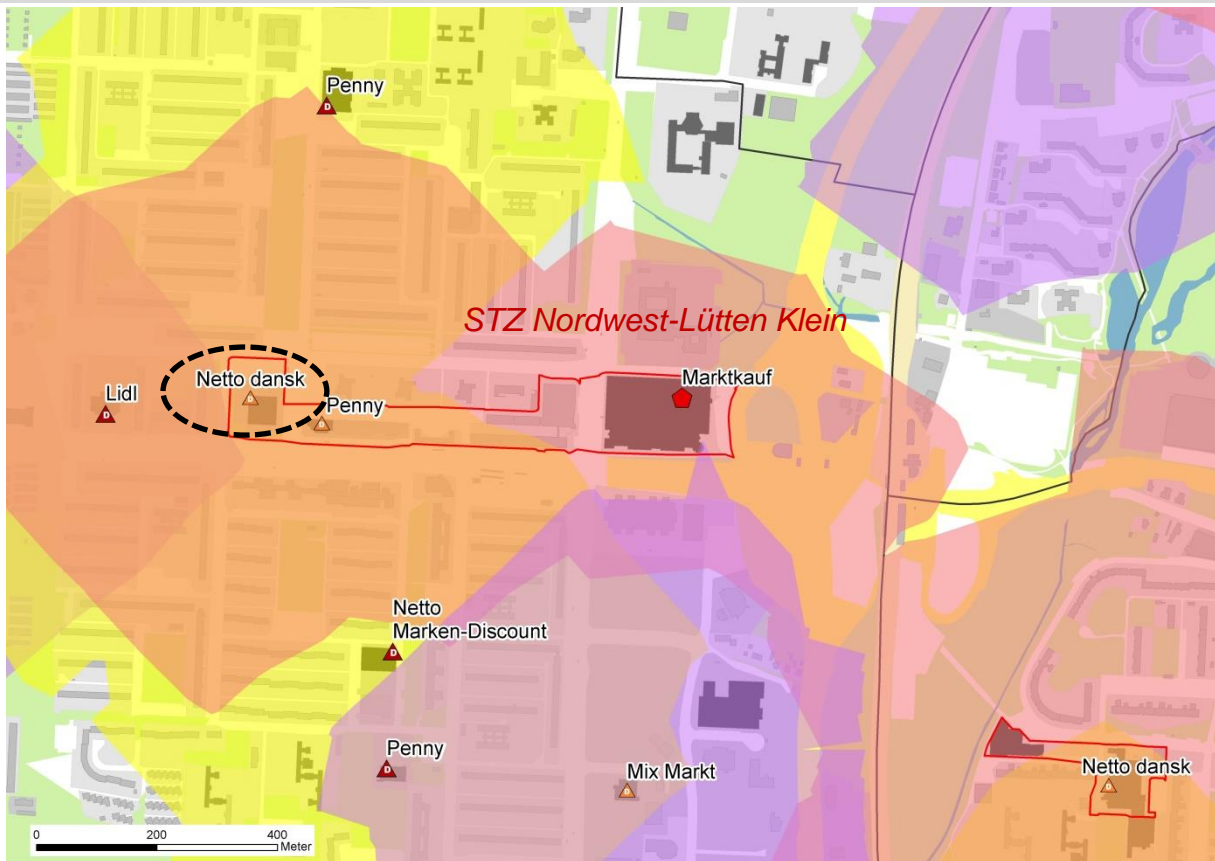 Penny
STZ Nordwest-Lütten Klein
Netto dansk
Lidl
Marktkauf
Penny
Netto
Marken-Discount
Penny
Mix Markt
Netto dansk
0 200 400
Meter
D
D
D
D
D
D
D
D